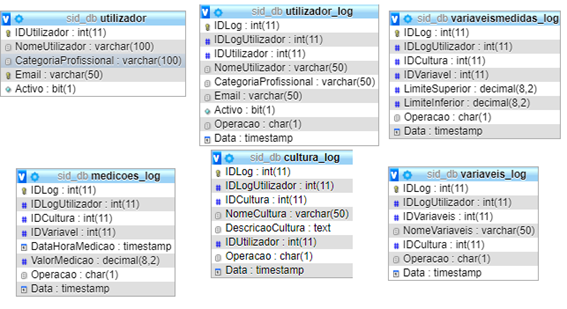 sid_db utilizador
IDUtilizador : int(11)
NomeUtilizador : varchar(100)
CategoriaProfissional : varchar(100)
Email : varchar(50)
Activo : bit(1)
sid_db utilizador_log
IDLog : int(11)
IDLogUtilizador : int(11)
IDUtilizador : int(11)
NomeUtilizador : varchar(50)
CategoriaProfissional : varchar(50)
Email : varchar(50)
Activo : bit(1)
Operacao : char(1)
Data : timestamp
sid_db variaveismedidas_log
IDLog : int(11)
IDLogUtilizador : int(11)
IDCultura : int(11)
IDVariavel : int(11)
LimiteSuperior : decimal(8,2)
LimiteInferior : decimal(8,2)
Operacao : char(1)
Data : timestamp
sid_db medicoes_log
IDLog : int(11)
IDLogUtilizador : int(11)
IDCultura : int(11)
IDVariavel : int(11)
DataHoraMedicao : timestamp
ValorMedicao : decimal(8,2)
Operacao : char(1)
Data : timestamp
sid_db cultura_log
IDLog : int(11)
IDLogUtilizador : int(11)
IDCultura : int(11)
NomeCultura : varchar(50)
DescricaoCultura : text
IDUtilizador : int(11)
Operacao : char(1)
Data : timestamp
sid_db variaveis_log
IDLog : int(11)
IDLogUtilizador : int(11)
IDVariaveis : int(11)
NomeVariaveis : varchar(50)
IDCultura : int(11)
Operacao : char(1)
Data : timestamp